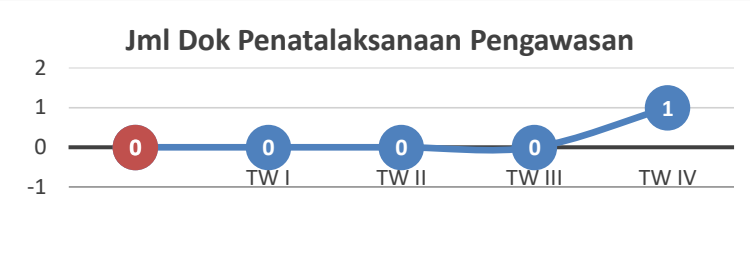 Jml Dok Penatalaksanaan Pengawasan
2
1
0
-1
0 0 0 0 1
TW I TW II TW III TW IV